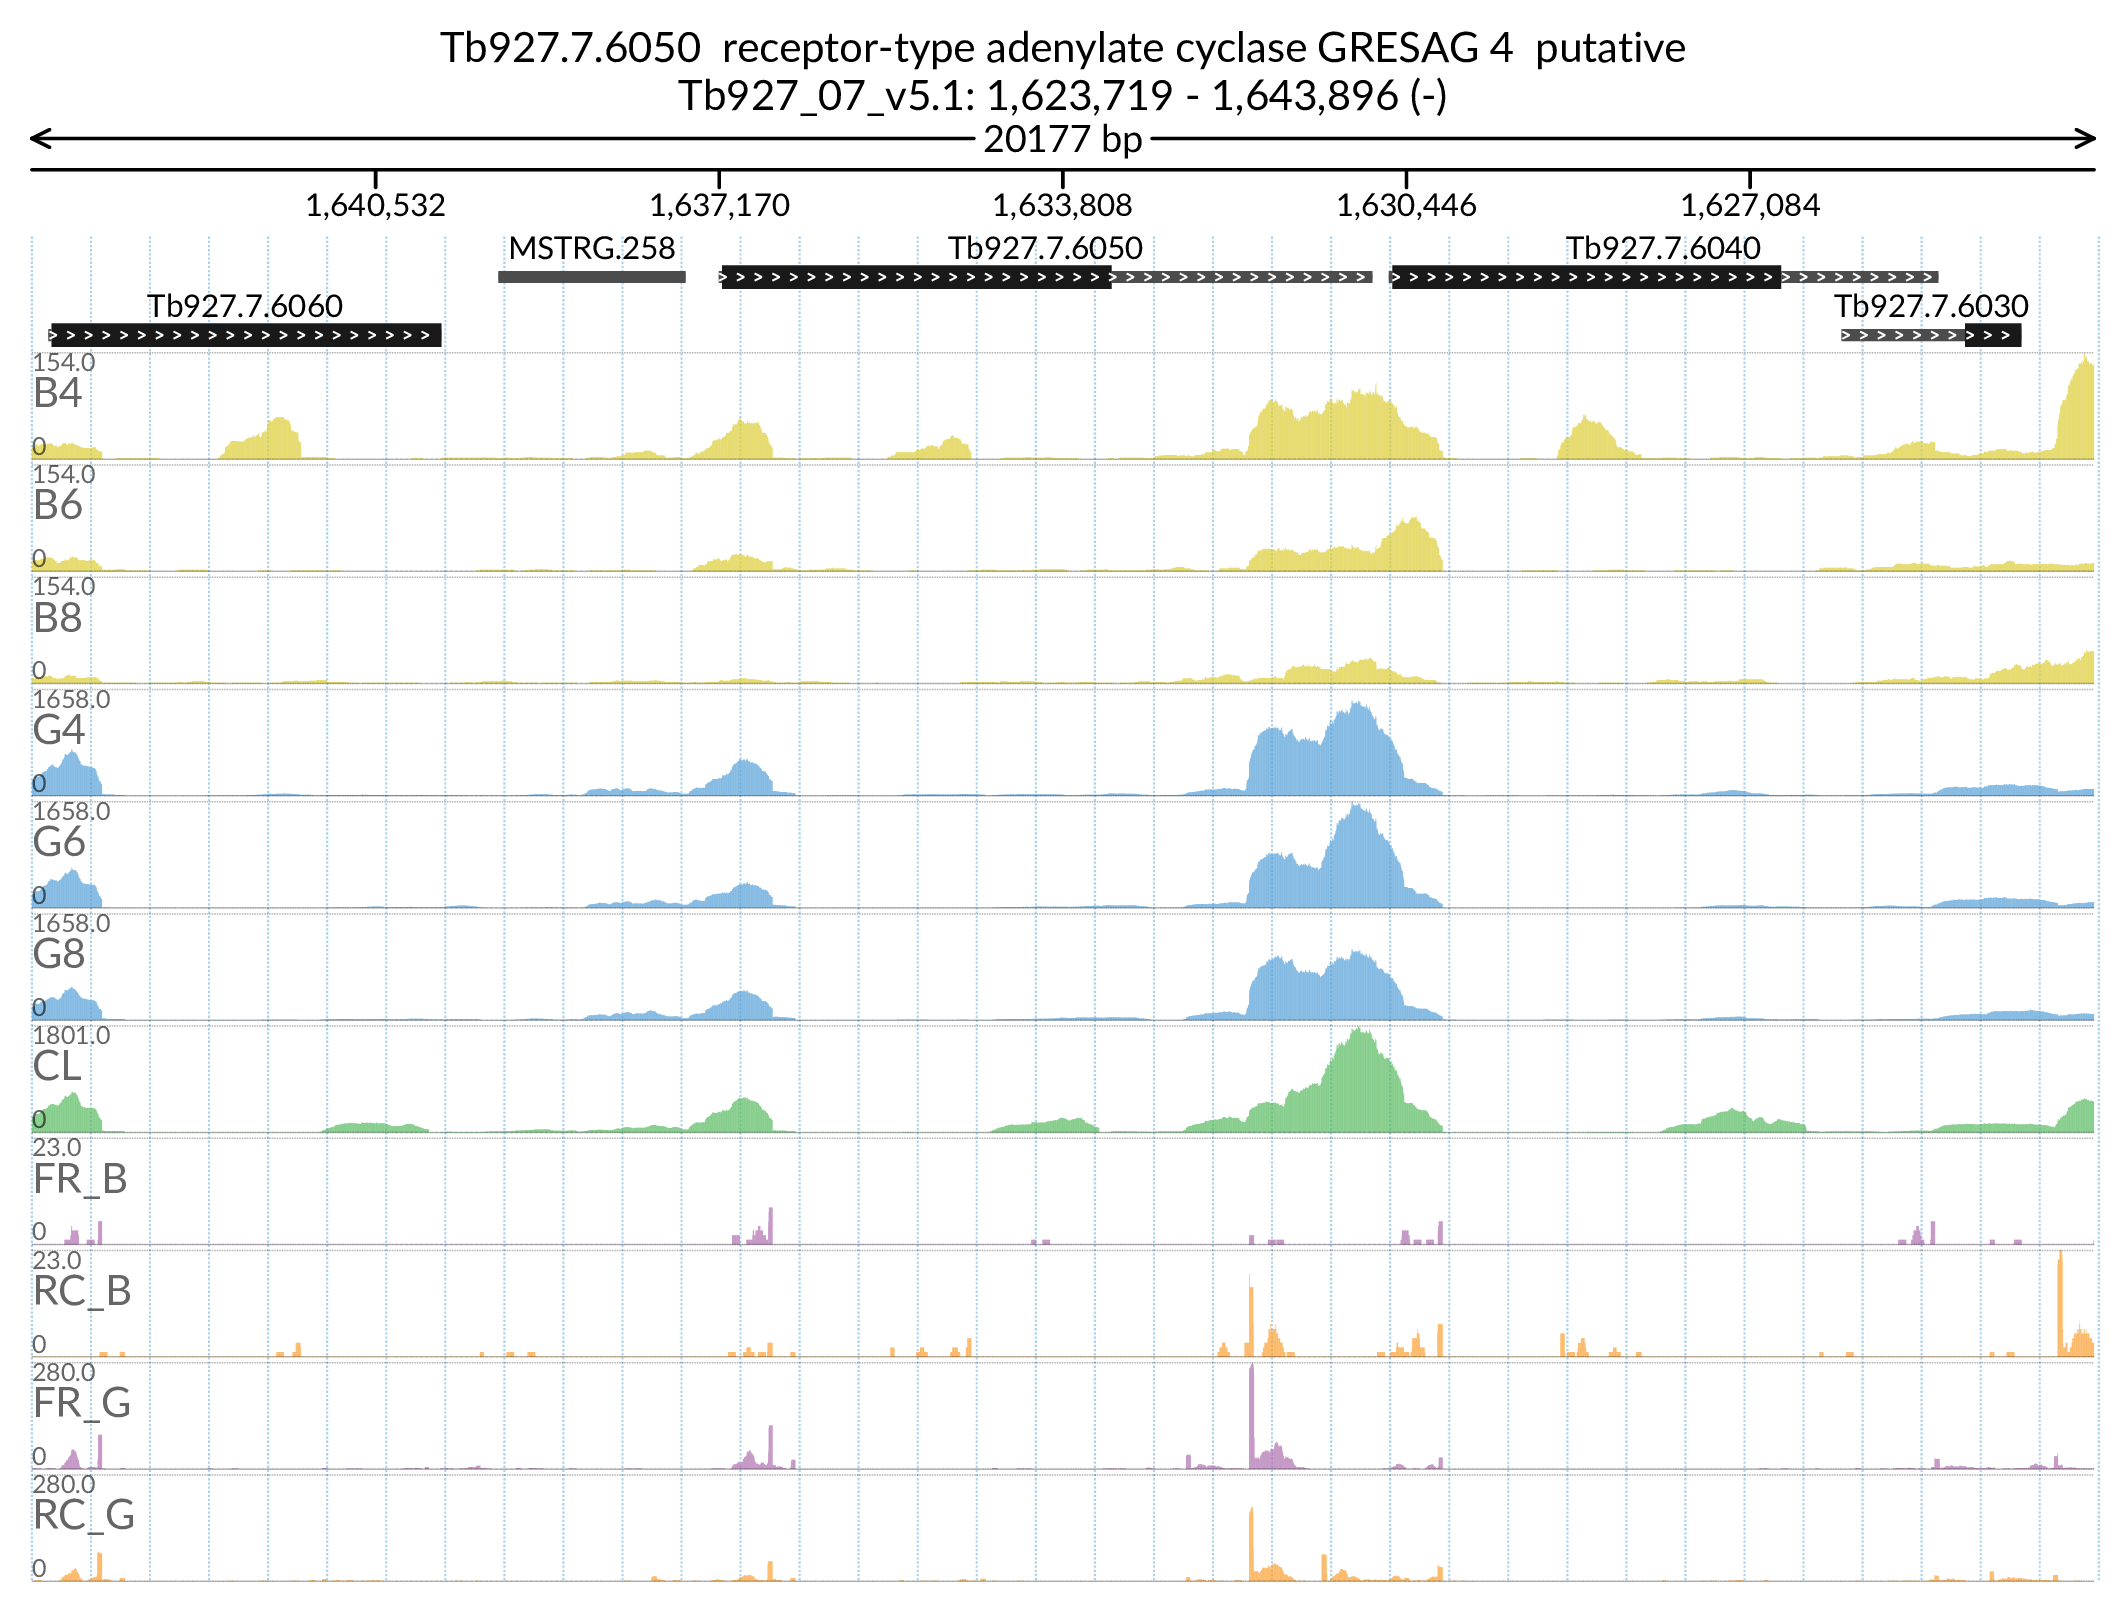 Tb927.7.6050  receptor-type adenylate cyclase GRESAG 4  putative
Tb927_07_v5.1: 1,623,719 - 1,643,896 (-)
20177 bp
1,640,532 1,637,170 1,633,808 1,630,446 1,627,084
MSTRG.258 Tb927.7.6050 Tb927.7.6040
Tb927.7.6060 Tb927.7.6030
154.0
B4
0
154.0
B6
0
154.0
B8
0
1658.0
G4
0
1658.0
G6
0
1658.0
G8
0
1801.0
CL
0
23.0
FR_B
0
23.0
RC_B
0
280.0
FR_G
0
280.0
RC_G
0